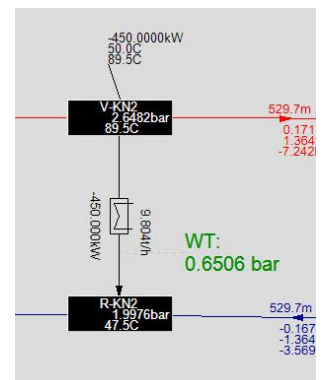 -450.0000kW
50.0C
89.5C
V-KN2
2.6482bar
89.5C
529.7m
0.171
1.364
-7.242
-450.000kW
9.804t/h
WT:
0.6506 bar
R-KN2
1.9976bar
47.5C
529.7m
-0.167
-1.364
-3.569